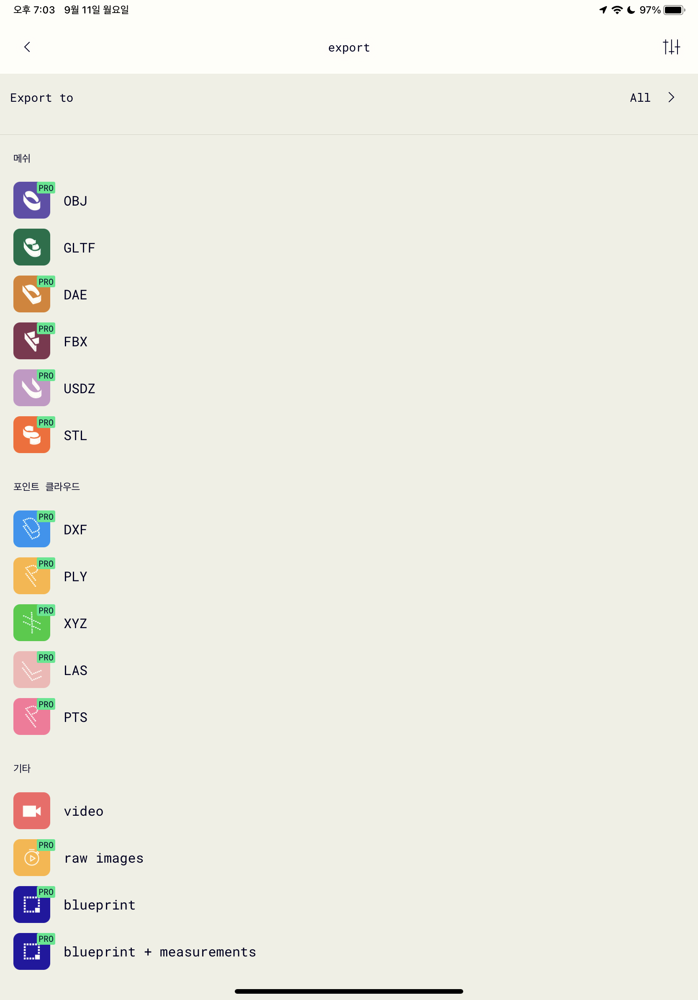 오후 7:03 9월 11일 월요일 97%
export
Export to All
메쉬
PRO
OBJ
GLTF
PRO
DAE
PRO
FBX
PRO
USDZ
PRO
STL
포인트 클라우드
PRO
DXF
PRO
PLY
PRO
XYZ
PRO
LAS
PRO
PTS
기타
video
PRO
raw images
PRO
blueprint
PRO
blueprint + measurements